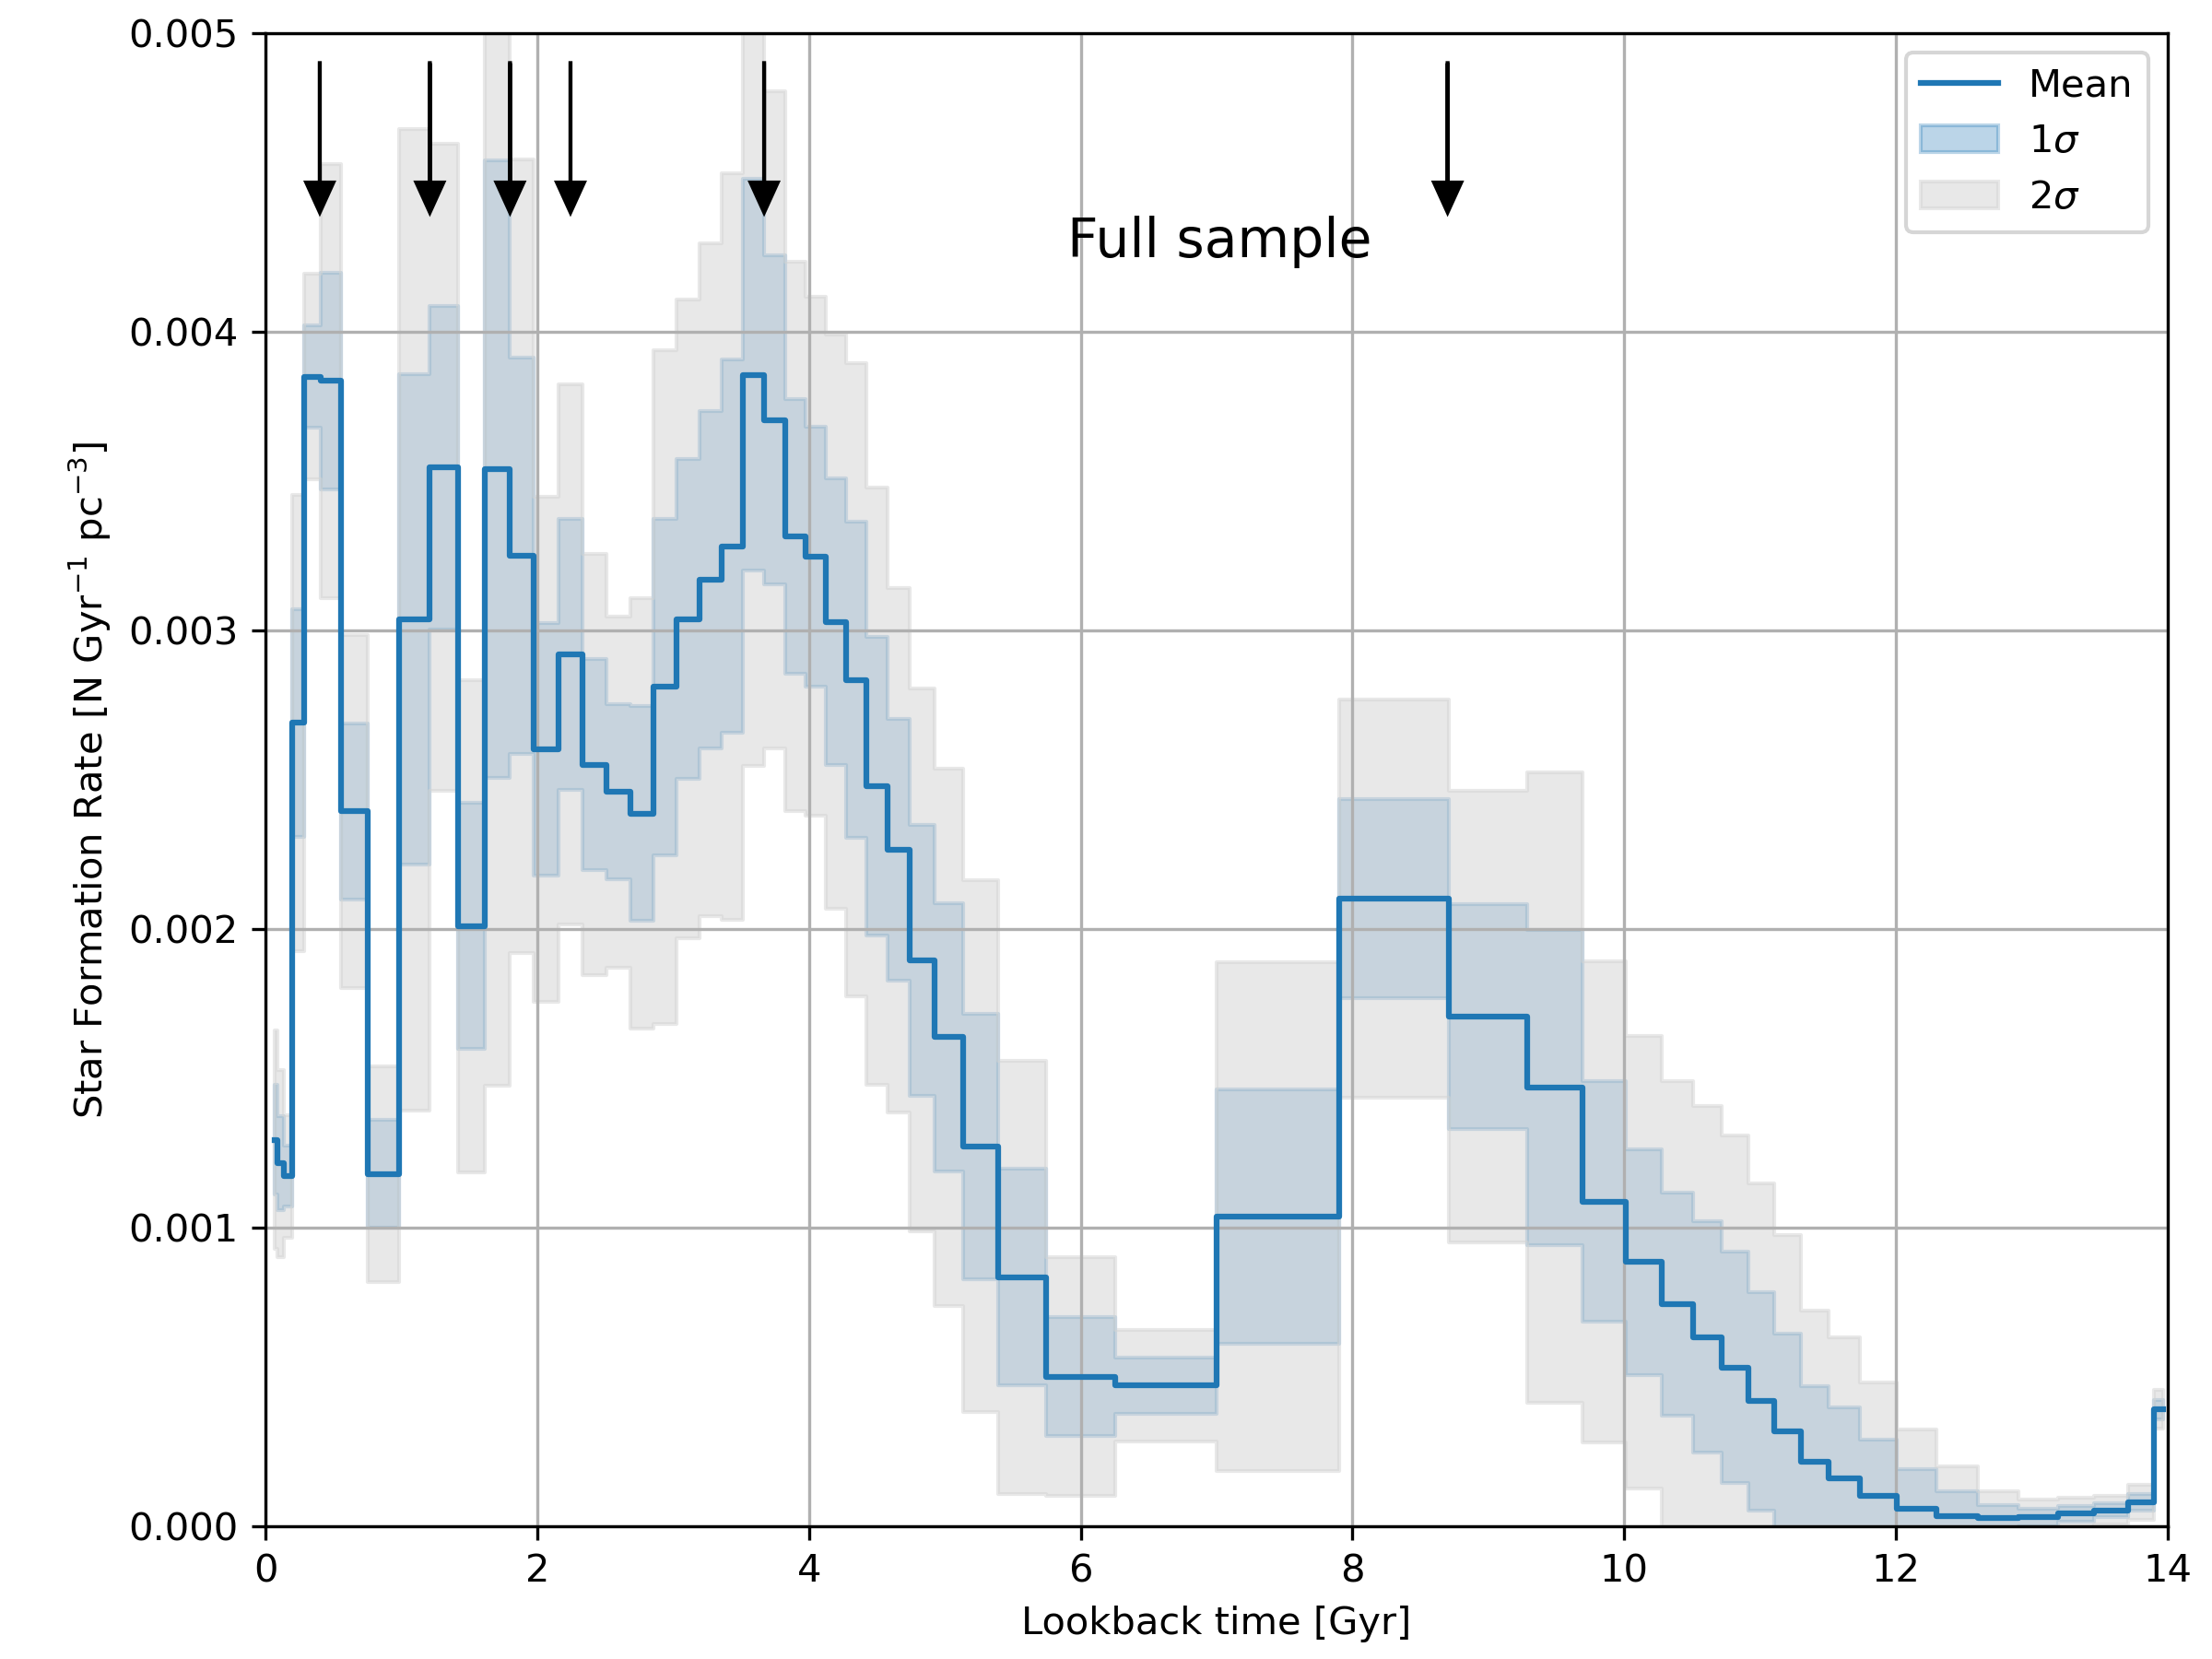 0.005
0.004
0.003
0.002
0.001
0.000
Star Formation Rate [N Gyr⁻¹ pc⁻³]
Mean
1σ
2σ
Full sample
0 2 4 6 8 10 12 14
Lookback time [Gyr]